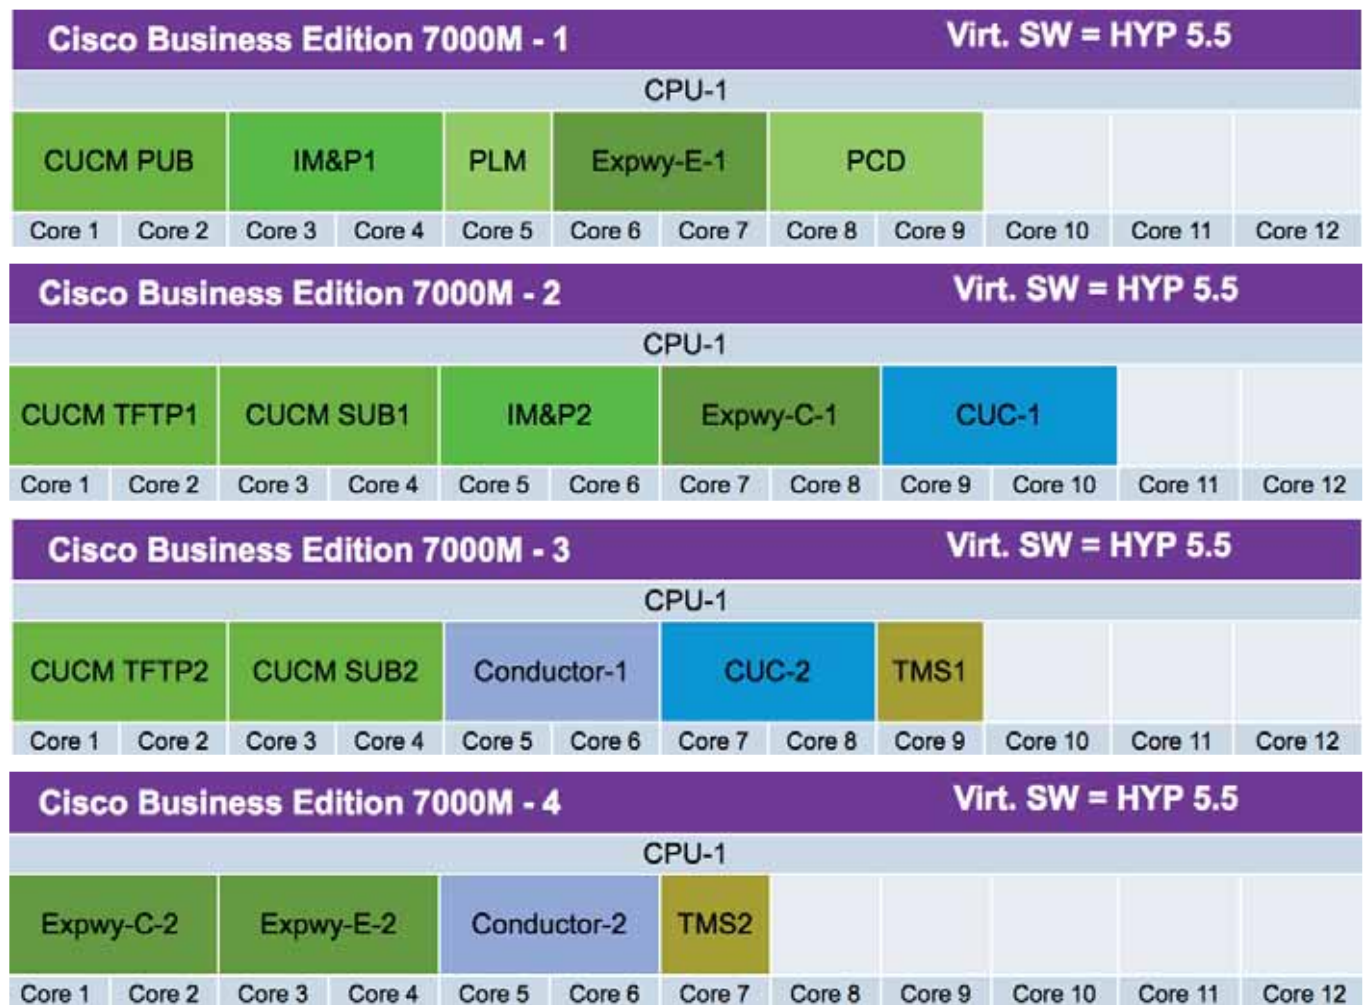 Cisco Business Edition 7000M - 1 Virt. SW = HYP 5.5
CPU-1
CUCM PUB IM&P1 PLM Expwy-E-1 PCD
Core 1 Core 2 Core 3 Core 4 Core 5 Core 6 Core 7 Core 8 Core 9 Core 10 Core 11 Core 12
Cisco Business Edition 7000M - 2 Virt. SW = HYP 5.5
CPU-1
CUCM TFTP1 CUCM SUB1 IM&P2 Expwy-C-1 CUC-1
Core 1 Core 2 Core 3 Core 4 Core 5 Core 6 Core 7 Core 8 Core 9 Core 10 Core 11 Core 12
Cisco Business Edition 7000M - 3 Virt. SW = HYP 5.5
CPU-1
CUCM TFTP2 CUCM SUB2 Conductor-1 CUC-2 TMS1
Core 1 Core 2 Core 3 Core 4 Core 5 Core 6 Core 7 Core 8 Core 9 Core 10 Core 11 Core 12
Cisco Business Edition 7000M - 4 Virt. SW = HYP 5.5
CPU-1
Expwy-C-2 Expwy-E-2 Conductor-2 TMS2
Core 1 Core 2 Core 3 Core 4 Core 5 Core 6 Core 7 Core 8 Core 9 Core 10 Core 11 Core 12